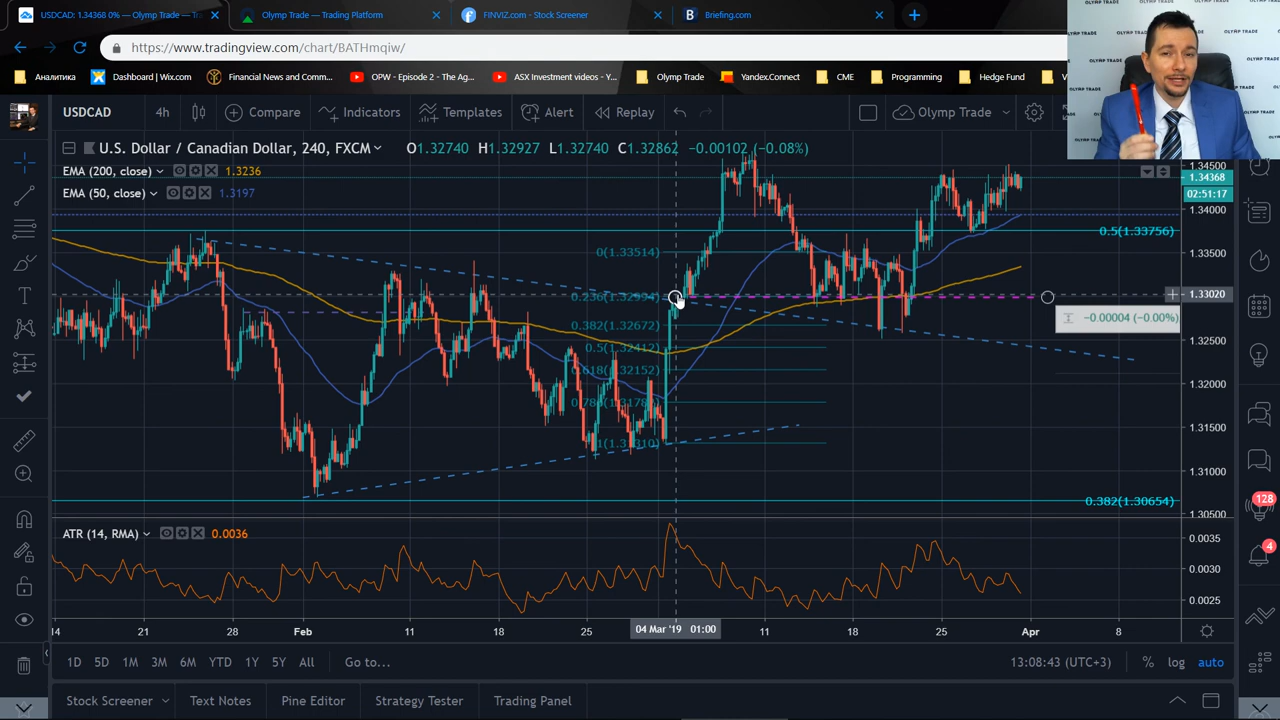 USDCAD: 1.34368 0% — Olymp Trade — Tra
Olymp Trade — Trading Platform
FINVIZ.com - Stock Screener
Briefing.com
https://www.tradingview.com/chart/BATHmqiw/
Аналитика
Dashboard | Wix.com
Financial News and Comm...
OPW - Epsiode 2 - The A
ASX Investment videos - Y...
Olymp Trade
Yandex.Connect
CME
Programming
Hedge Fund
USDCAD
4h
Compare
Indicators
Templates
Alert
Replay
Olymp Trade
U.S. Dollar / Canadian Dollar, 240, FXCM
O1.32740 H1.32927 L1.32740 C1.32862 −0.00102 (−0.08%)
EMA (200, close) 1.3236
EMA (50, close) 1.3197
1.34500
1.34368
02:51:17
1.34000
0.5(1.33756)
1.33500
0(1.33514)
0.236(1.32994)
1.33020
−0.00004 (−0.00%)
0.382(1.32672)
1.32500
0.5(1.32412)
0.618(1.32152)
1.32000
1.31500
1.31000
0.382(1.30654)
1.30500
ATR (14, RMA) 0.0036
0.0035
0.0030
0.0025
14
21
28
Feb
11
18
25
04 Mar '19 01:00
11
18
25
Apr
8
1D 5D 1M 3M 6M YTD 1Y 5Y All Go to...
13:08:43 (UTC+3) % log auto
Stock Screener
Text Notes
Pine Editor
Strategy Tester
Trading Panel
128
4
OLYMP TRADE